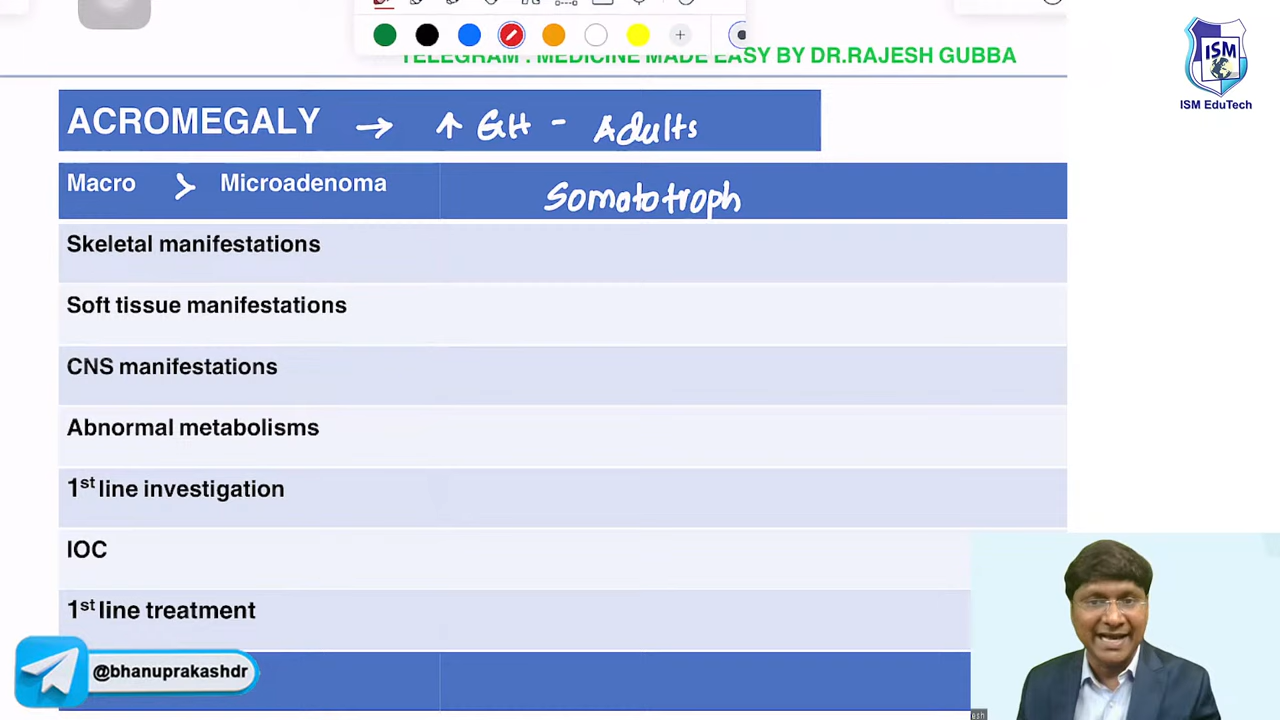 TELEGRAM : MEDICINE MADE EASY BY DR.RAJESH GUBBA
ISM
ISM EduTech
ACROMEGALY → ↑ GH - Adults
Macro > Microadenoma Somatotroph
Skeletal manifestations
Soft tissue manifestations
CNS manifestations
Abnormal metabolisms
1st line investigation
IOC
1st line treatment
@bhanuprakashdr